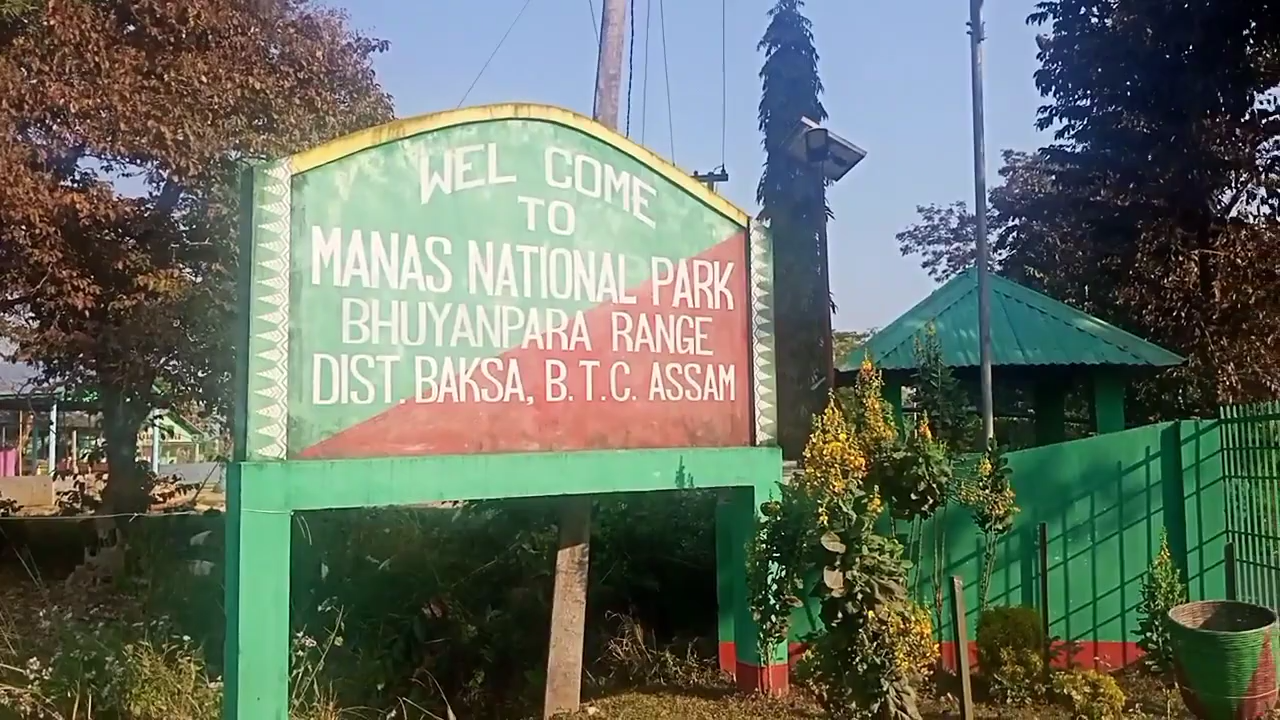 WEL COME
TO
MANAS NATIONAL PARK
BHUYANPARA RANGE
DIST. BAKSA, B.T.C. ASSAM